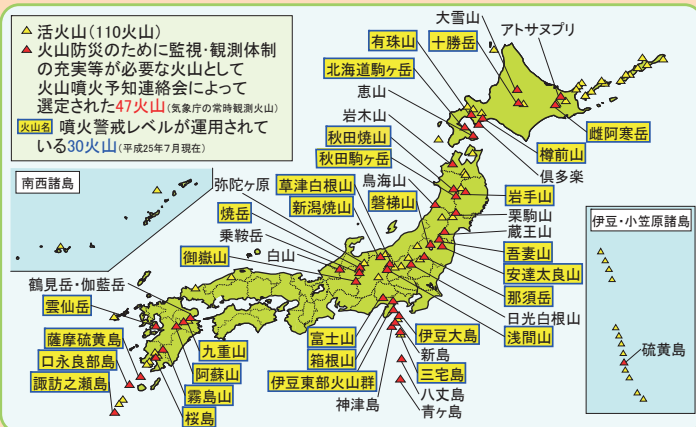 活火山(110火山)
火山防災のために監視・観測体制
の充実等が必要な火山として
火山噴火予知連絡会によって
選定された47火山(気象庁の常時観測火山)
火山名 噴火警戒レベルが運用されて
いる30火山(平成25年7月現在)
南西諸島
大雪山
アトサヌプリ
有珠山
十勝岳
北海道駒ヶ岳
恵山
岩木山
秋田焼山
秋田駒ヶ岳
雌阿寒岳
樽前山
倶多楽
弥陀ヶ原
草津白根山
鳥海山
岩手山
焼岳
新潟焼山
磐梯山
栗駒山
乗鞍岳
蔵王山
御嶽山
白山
吾妻山
安達太良山
那須岳
日光白根山
浅間山
鶴見岳・伽藍岳
雲仙岳
薩摩硫黄島
口永良部島
諏訪之瀬島
九重山
阿蘇山
霧島山
桜島
富士山
箱根山
伊豆東部火山群
神津島
伊豆大島
新島
三宅島
八丈島
青ヶ島
伊豆・小笠原諸島
硫黄島